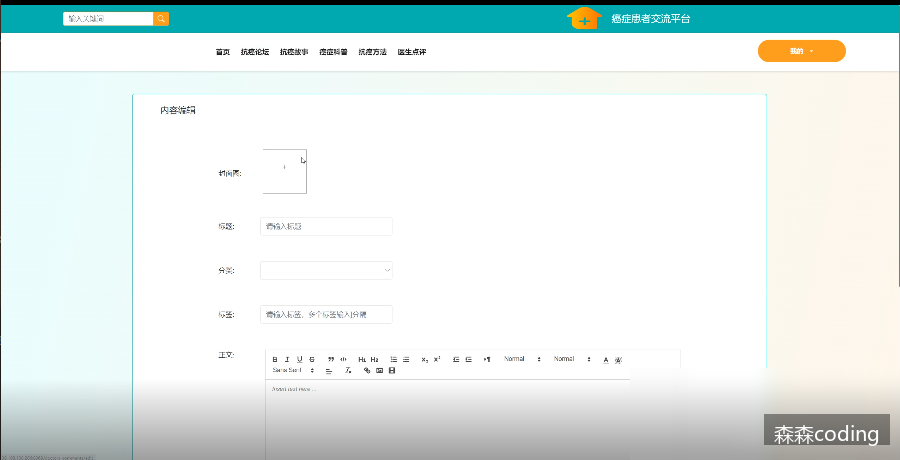 请输入关键词
癌症患者交流平台
首页 抗癌论坛 抗癌故事 癌症科普 抗癌方法 医生点评
我的
内容编辑
封面图:
+
标题: 请输入标题
分类:
标签: 请输入标签，多个标签输入|分隔
正文:
B I U S H1 H2 X2 X2 Normal Normal A
Sans Serif
Insert text here ...
森森coding